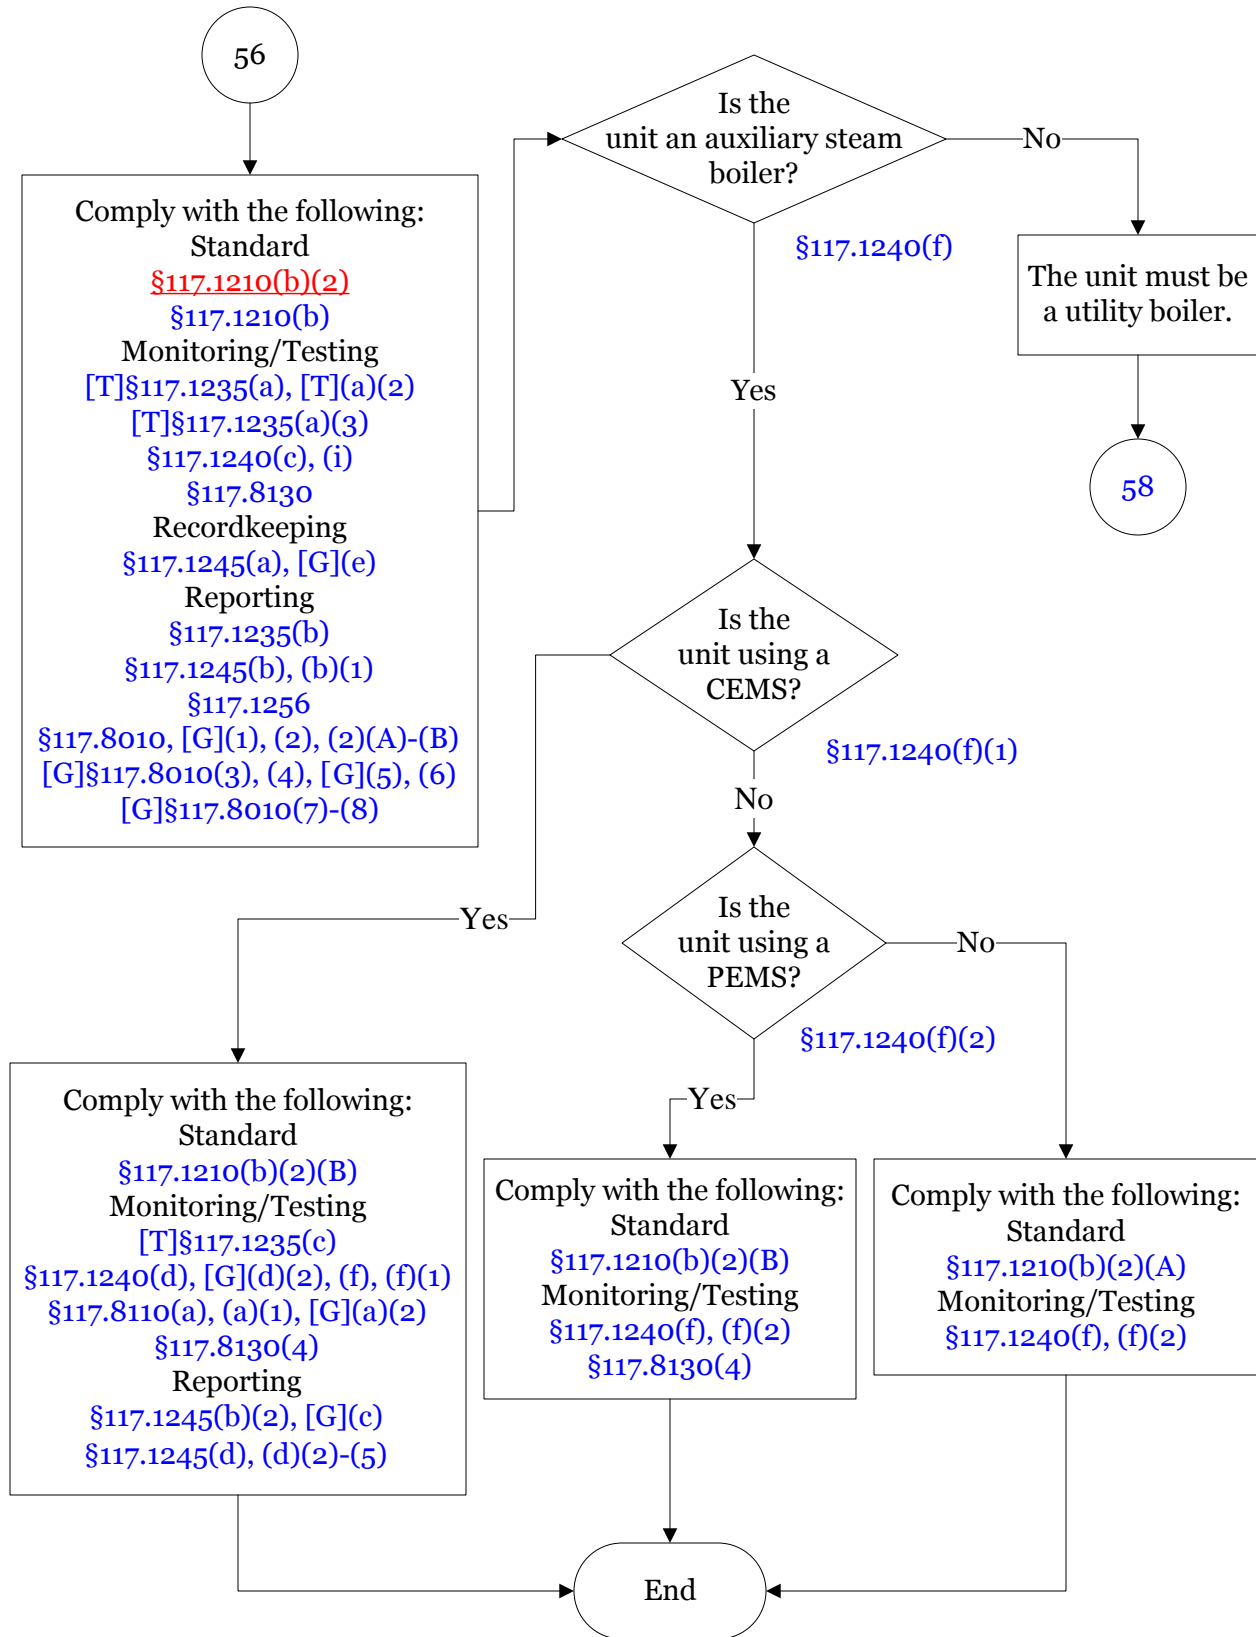 56
Comply with the following:
Standard
§117.1210(b)(2)
§117.1210(b)
Monitoring/Testing
[T]§117.1235(a), [T](a)(2)
[T]§117.1235(a)(3)
§117.1240(c), (i)
§117.8130
Recordkeeping
§117.1245(a), [G](e)
Reporting
§117.1235(b)
§117.1245(b), (b)(1)
§117.1256
§117.8010, [G](1), (2), (2)(A)-(B)
[G]§117.8010(3), (4), [G](5), (6)
[G]§117.8010(7)-(8)
Is the
unit an auxiliary steam
boiler?
§117.1240(f)
No
The unit must be
a utility boiler.
58
Yes
Is the
unit using a
CEMS?
§117.1240(f)(1)
Yes
No
Is the
unit using a
PEMS?
§117.1240(f)(2)
Yes
No
Comply with the following:
Standard
§117.1210(b)(2)(B)
Monitoring/Testing
[T]§117.1235(c)
§117.1240(d), [G](d)(2), (f), (f)(1)
§117.8110(a), (a)(1), [G](a)(2)
§117.8130(4)
Reporting
§117.1245(b)(2), [G](c)
§117.1245(d), (d)(2)-(5)
Comply with the following:
Standard
§117.1210(b)(2)(B)
Monitoring/Testing
§117.1240(f), (f)(2)
§117.8130(4)
Comply with the following:
Standard
§117.1210(b)(2)(A)
Monitoring/Testing
§117.1240(f), (f)(2)
End